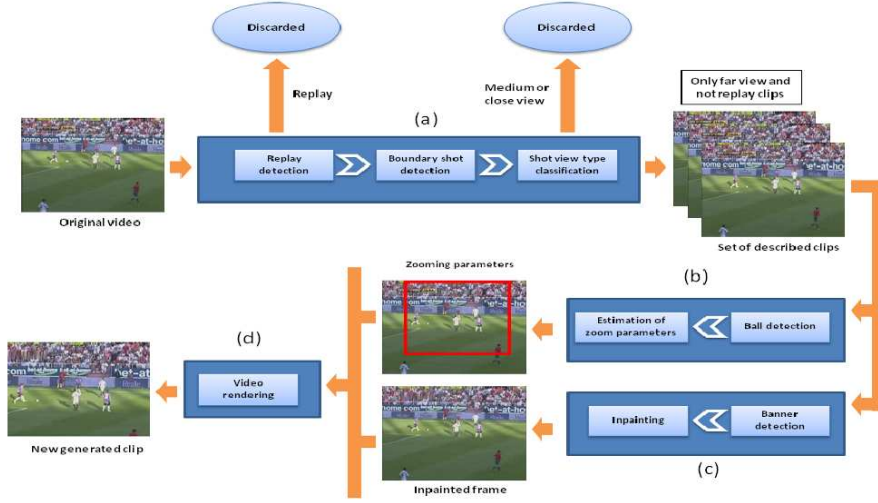 Discarded
Discarded
Replay
Medium or
close view
Only far view and
not replay clips
(a)
Replay
detection
Boundary shot
detection
Shot view type
classification
Original video
Set of described clips
Zooming parameters
(b)
Estimation of
zoom parameters
Ball detection
(d)
Video
rendering
Inpainting
Banner
detection
New generated clip
Inpainted frame
(c)